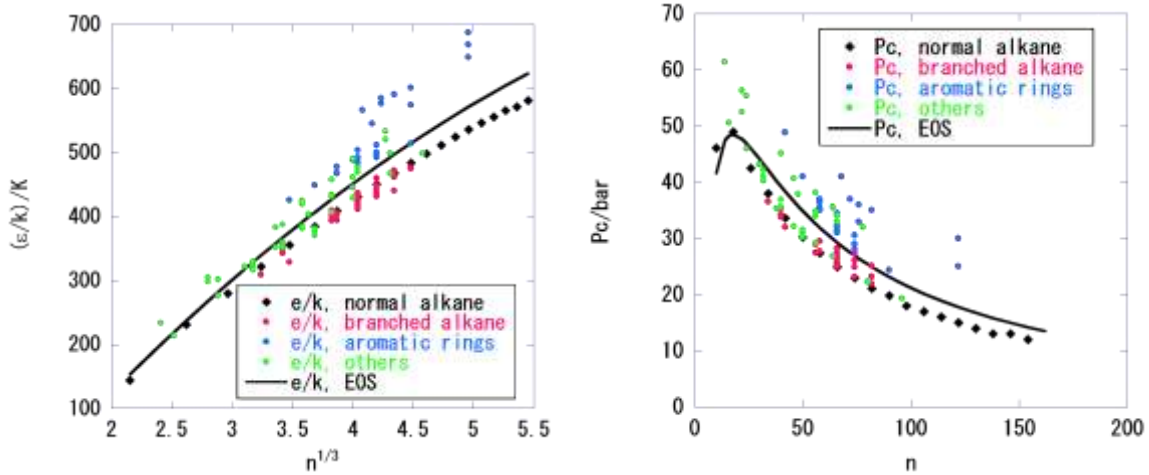 700
600
500
400
300
200
100
(ε/k)/K
e/k, normal alkane
e/k, branched alkane
e/k, aromatic rings
e/k, others
e/k, EOS
2 2.5 3 3.5 4 4.5 5 5.5
n1/3
70
60
50
40
30
20
10
0
Pc/bar
Pc, normal alkane
Pc, branched alkane
Pc, aromatic rings
Pc, others
Pc, EOS
0 50 100 150 200
n